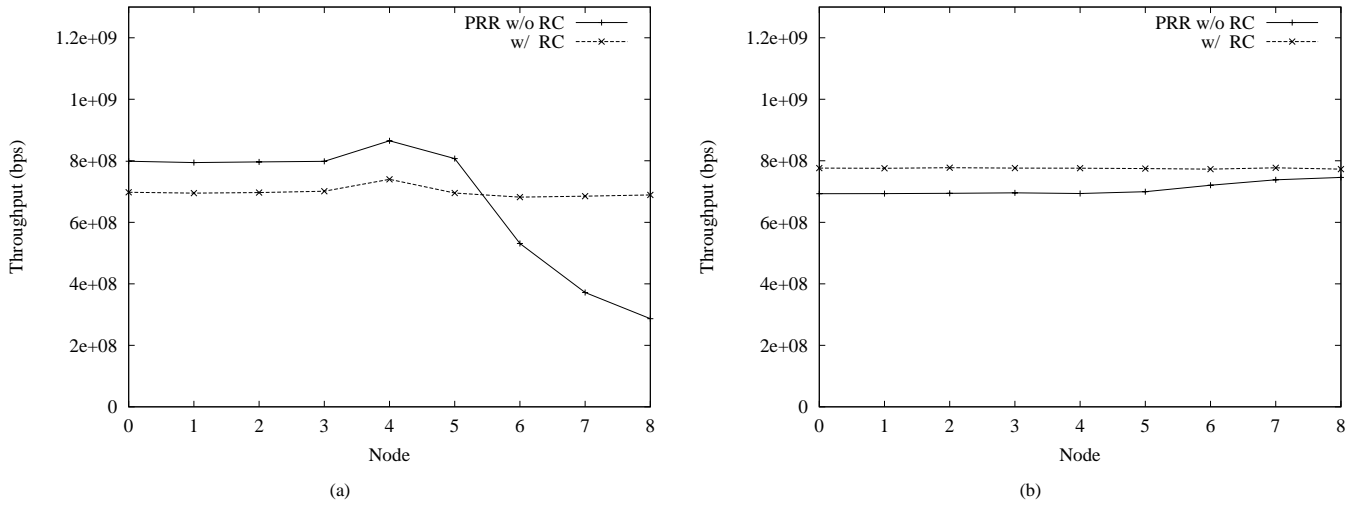 PRR w/o RC
w/ RC
1.2e+09
1e+09
8e+08
6e+08
4e+08
2e+08
0
Throughput (bps)
0 1 2 3 4 5 6 7 8
Node
(a)
PRR w/o RC
w/ RC
1.2e+09
1e+09
8e+08
6e+08
4e+08
2e+08
0
Throughput (bps)
0 1 2 3 4 5 6 7 8
Node
(b)